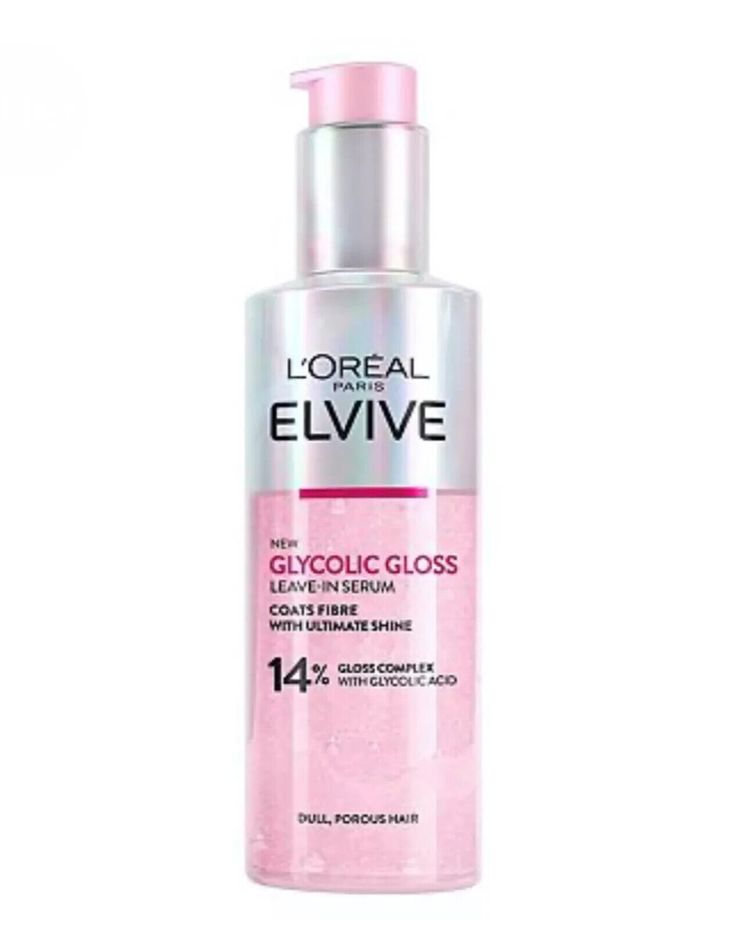 L'ORÉAL
PARIS
ELVIVE
NEW
GLYCOLIC GLOSS
LEAVE-IN SERUM
COATS FIBRE
WITH ULTIMATE SHINE
14% GLOSS COMPLEX
WITH GLYCOLIC ACID
DULL, POROUS HAIR